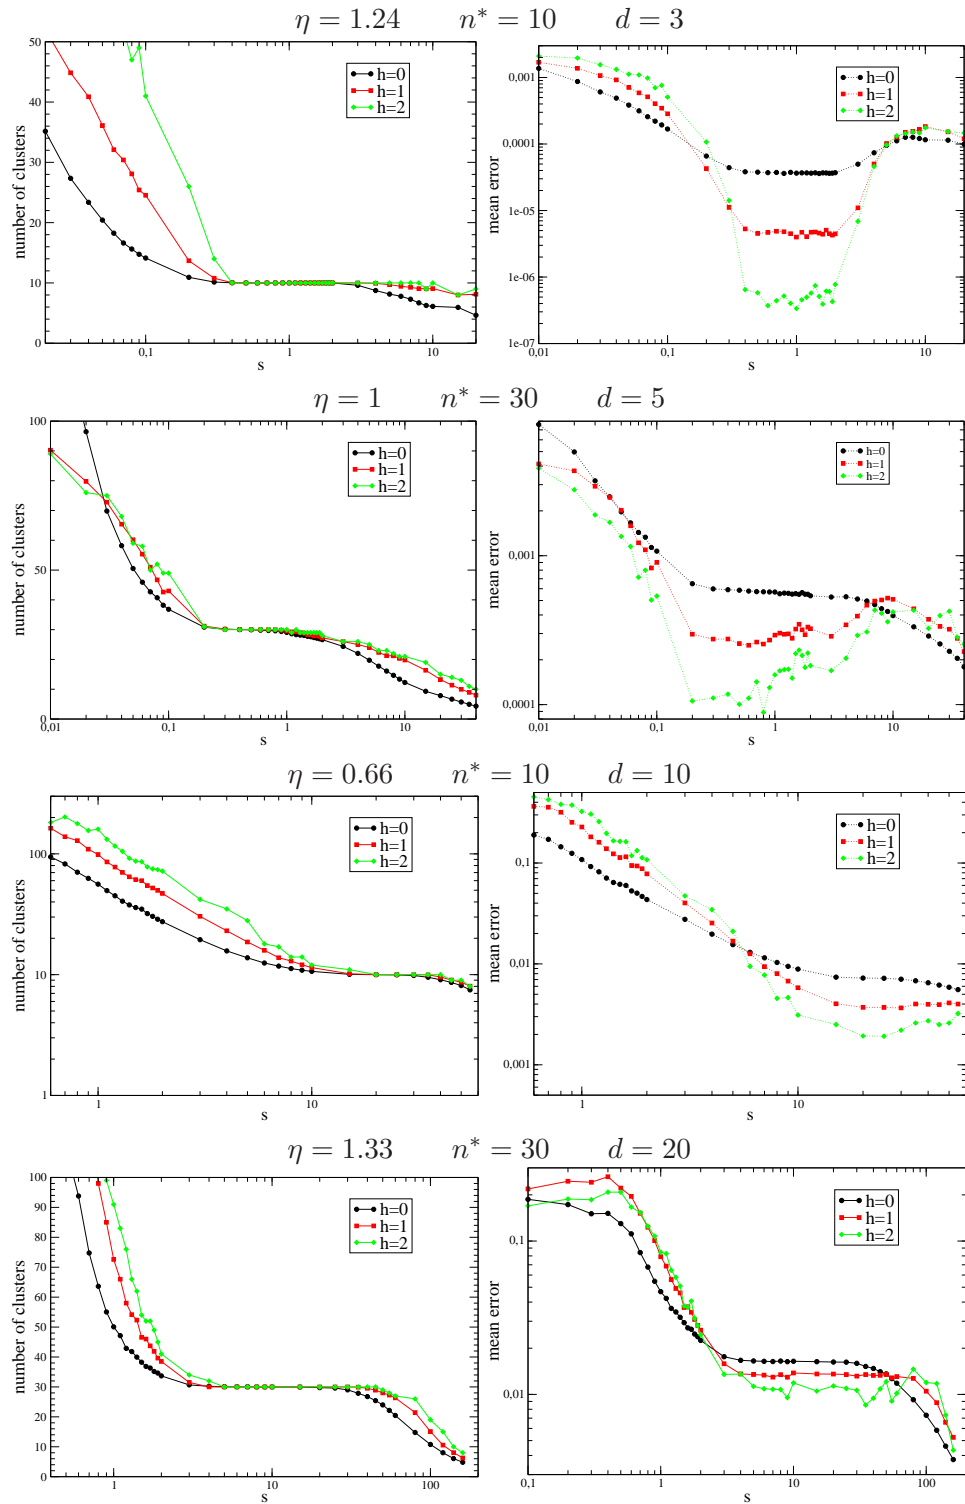 η = 1.24 n* = 10 d = 3
50
40
30
20
10
0
number of clusters
0,1
1
10
s
h=0
h=1
h=2
0,001
0,0001
1e-05
1e-06
1e-07
mean error
0,01
0,1
1
10
s
h=0
h=1
h=2
η = 1 n* = 30 d = 5
100
50
0
number of clusters
0,01
0,1
1
10
s
h=0
h=1
h=2
0,001
0,0001
mean error
0,01
0,1
1
10
s
h=0
h=1
h=2
η = 0.66 n* = 10 d = 10
100
10
1
number of clusters
1
10
s
h=0
h=1
h=2
0,1
0,01
0,001
mean error
1
10
s
h=0
h=1
h=2
η = 1.33 n* = 30 d = 20
100
90
80
70
60
50
40
30
20
10
0
number of clusters
1
10
100
s
h=0
h=1
h=2
0,1
0,01
mean error
0,1
1
10
100
s
h=0
h=1
h=2